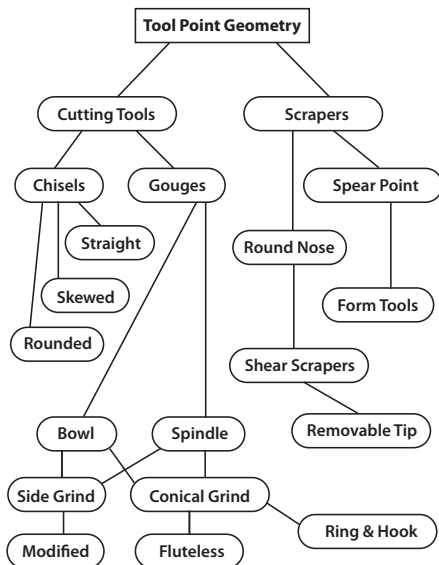 Tool Point Geometry
Cutting Tools
Scrapers
Chisels
Gouges
Spear Point
Straight
Round Nose
Skewed
Form Tools
Rounded
Shear Scrapers
Bowl
Spindle
Removable Tip
Side Grind
Conical Grind
Ring & Hook
Modified
Fluteless